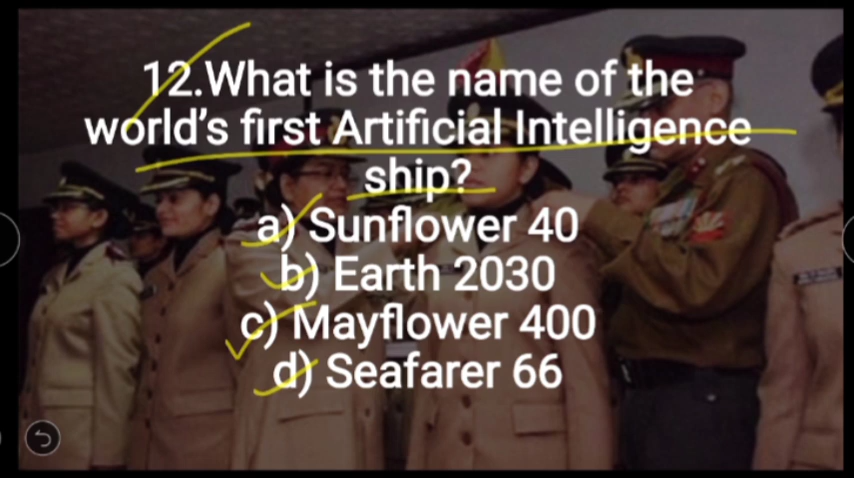 12.What is the name of the
world's first Artificial Intelligence
ship?
a) Sunflower 40
b) Earth 2030
c) Mayflower 400
d) Seafarer 66